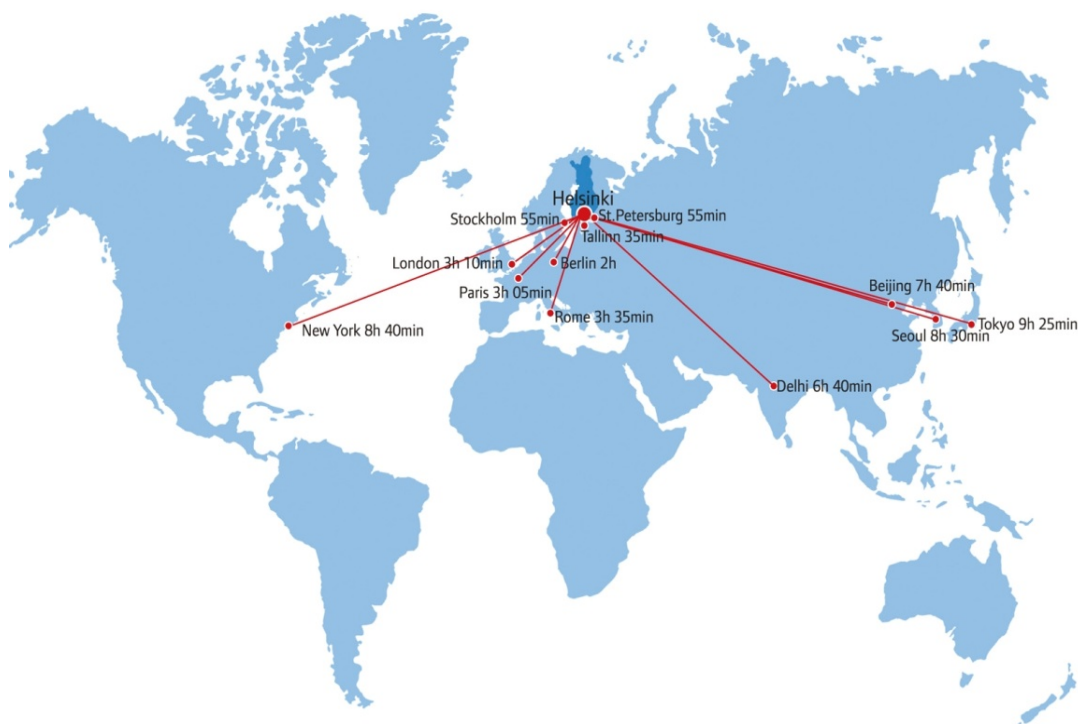 Helsinki
Stockholm 55min
St.Petersburg 55min
Tallinn 35min
London 3h 10min
Berlin 2h
Paris 3h 05min
Rome 3h 35min
New York 8h 40min
Beijing 7h 40min
Tokyo 9h 25min
Seoul 8h 30min
Delhi 6h 40min